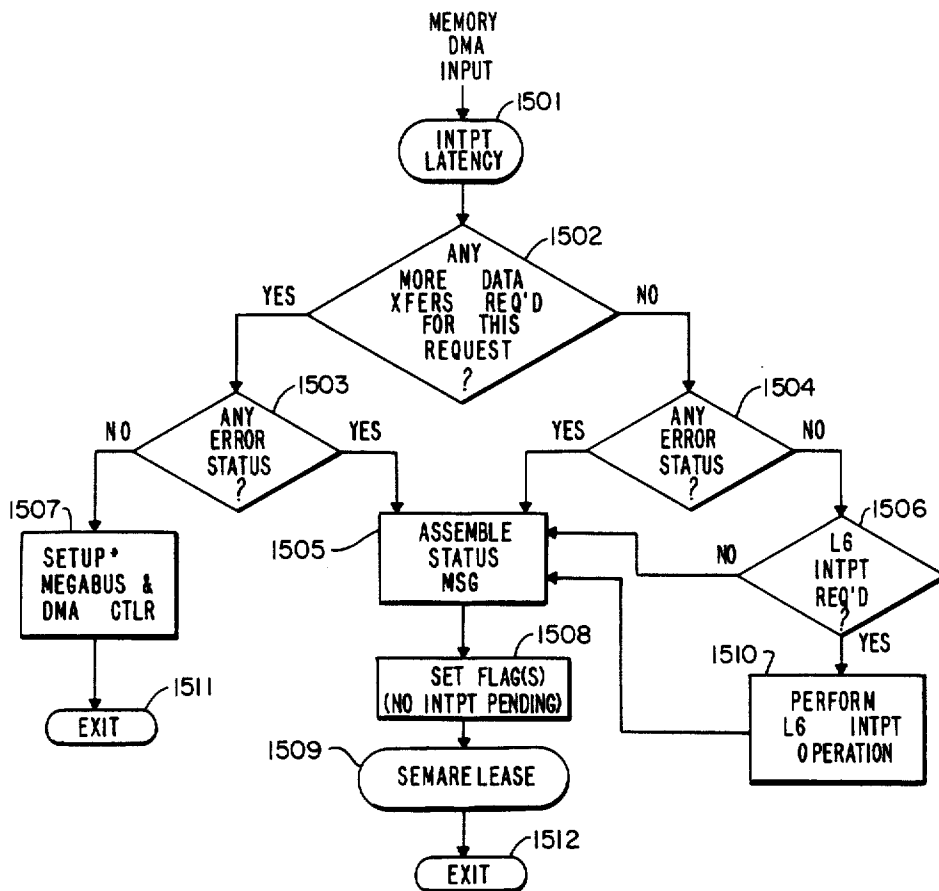 MEMORY
DMA
INPUT
1501
INTPT
LATENCY
1502
ANY
MORE DATA
XFERS REQ'D
FOR THIS
REQUEST
?
YES
NO
1503
ANY
ERROR
STATUS
?
NO
YES
1504
ANY
ERROR
STATUS
?
YES
NO
1507
SETUP*
MEGABUS &
DMA CTLR
1505
ASSEMBLE
STATUS
MSG
1506
L6
INTPT
REQ'D
?
NO
YES
1508
SET FLAG(S)
(NO INTPT PENDING)
1510
PERFORM
L6 INTPT
OPERATION
1511
EXIT
1509
SEMARELEASE
1512
EXIT